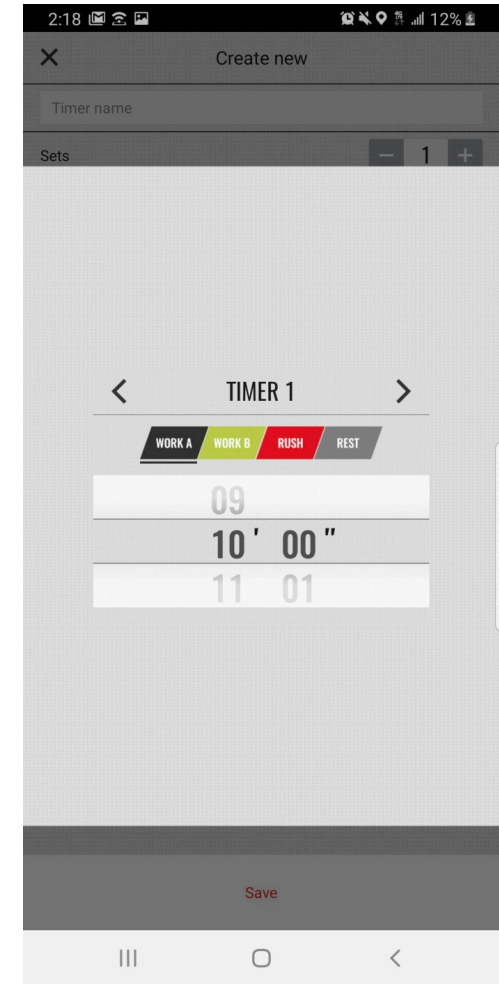 2:18 12%
Create new
Timer name
Sets 1
TIMER 1
WORK A WORK B RUSH REST
09
10 ' 00 "
11 01
Save